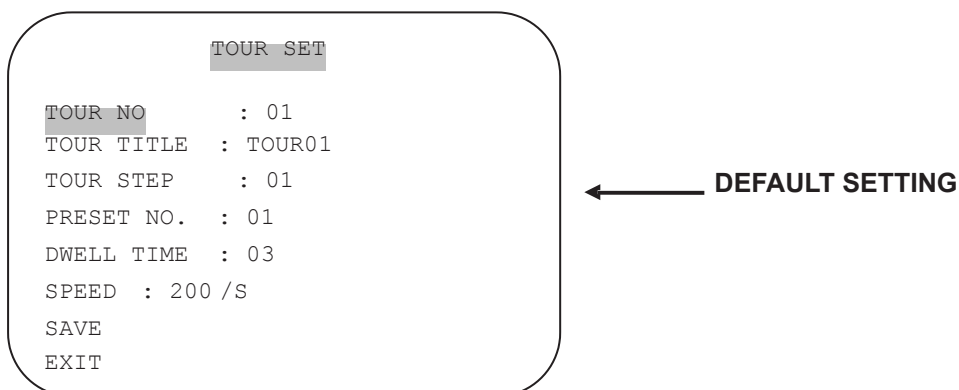 TOUR SET
TOUR NO : 01
TOUR TITLE : TOUR01
TOUR STEP : 01
DEFAULT SETTING
PRESET NO. : 01
DWELL TIME : 03
SPEED : 200 /S
SAVE
EXIT